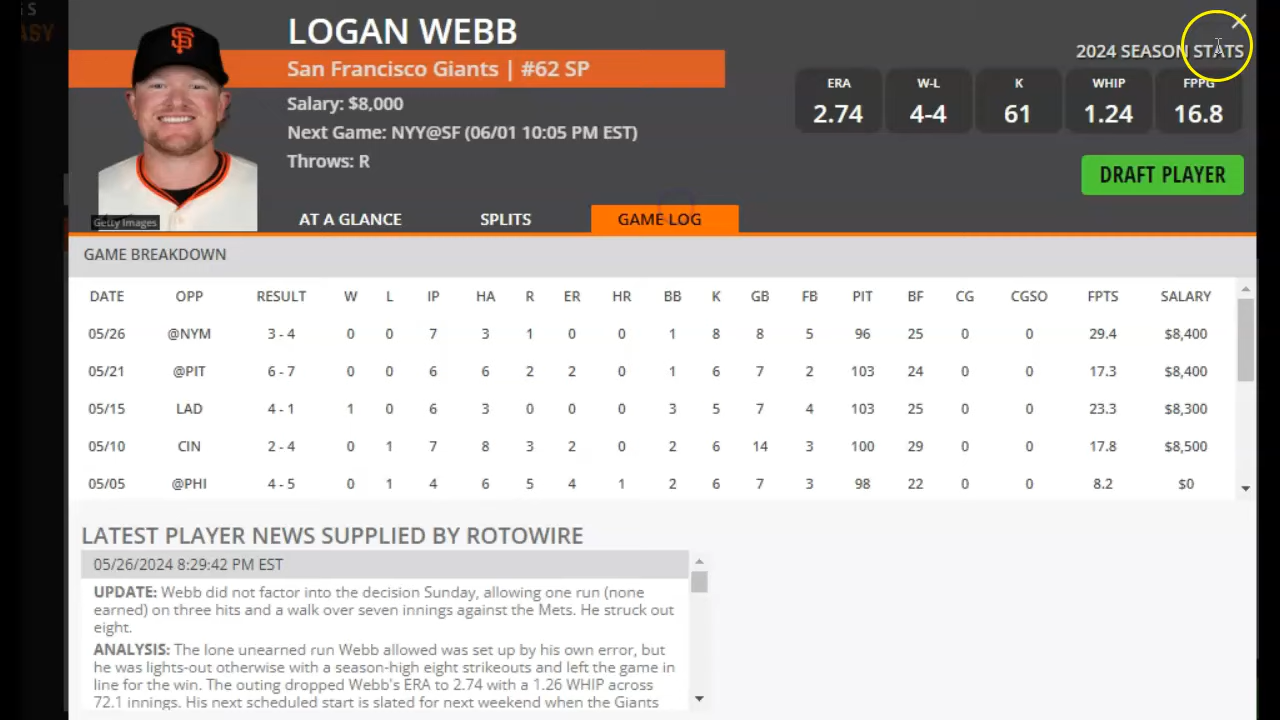 S
ASY
LOGAN WEBB
San Francisco Giants | #62 SP
Salary: $8,000
Next Game: NYY@SF (06/01 10:05 PM EST)
Throws: R
Getty Images
2024 SEASON STATS
ERA W-L K WHIP FPPG
2.74 4-4 61 1.24 16.8
DRAFT PLAYER
AT A GLANCE SPLITS GAME LOG
GAME BREAKDOWN
DATE OPP RESULT W L IP HA R ER HR BB K GB FB PIT BF CG CGSO FPTS SALARY
05/26 @NYM 3 - 4 0 0 7 3 1 0 0 1 8 8 5 96 25 0 0 29.4 $8,400
05/21 @PIT 6 - 7 0 0 6 6 2 2 0 1 6 7 2 103 24 0 0 17.3 $8,400
05/15 LAD 4 - 1 1 0 6 3 0 0 0 3 5 7 4 103 25 0 0 23.3 $8,300
05/10 CIN 2 - 4 0 1 7 8 3 2 0 2 6 14 3 100 29 0 0 17.8 $8,500
05/05 @PHI 4 - 5 0 1 4 6 5 4 1 2 6 7 3 98 22 0 0 8.2 $0
LATEST PLAYER NEWS SUPPLIED BY ROTOWIRE
05/26/2024 8:29:42 PM EST
UPDATE: Webb did not factor into the decision Sunday, allowing one run (none
earned) on three hits and a walk over seven innings against the Mets. He struck out
eight.
ANALYSIS: The lone unearned run Webb allowed was set up by his own error, but
he was lights-out otherwise with a season-high eight strikeouts and left the game in
line for the win. The outing dropped Webb's ERA to 2.74 with a 1.26 WHIP across
72.1 innings. His next scheduled start is slated for next weekend when the Giants